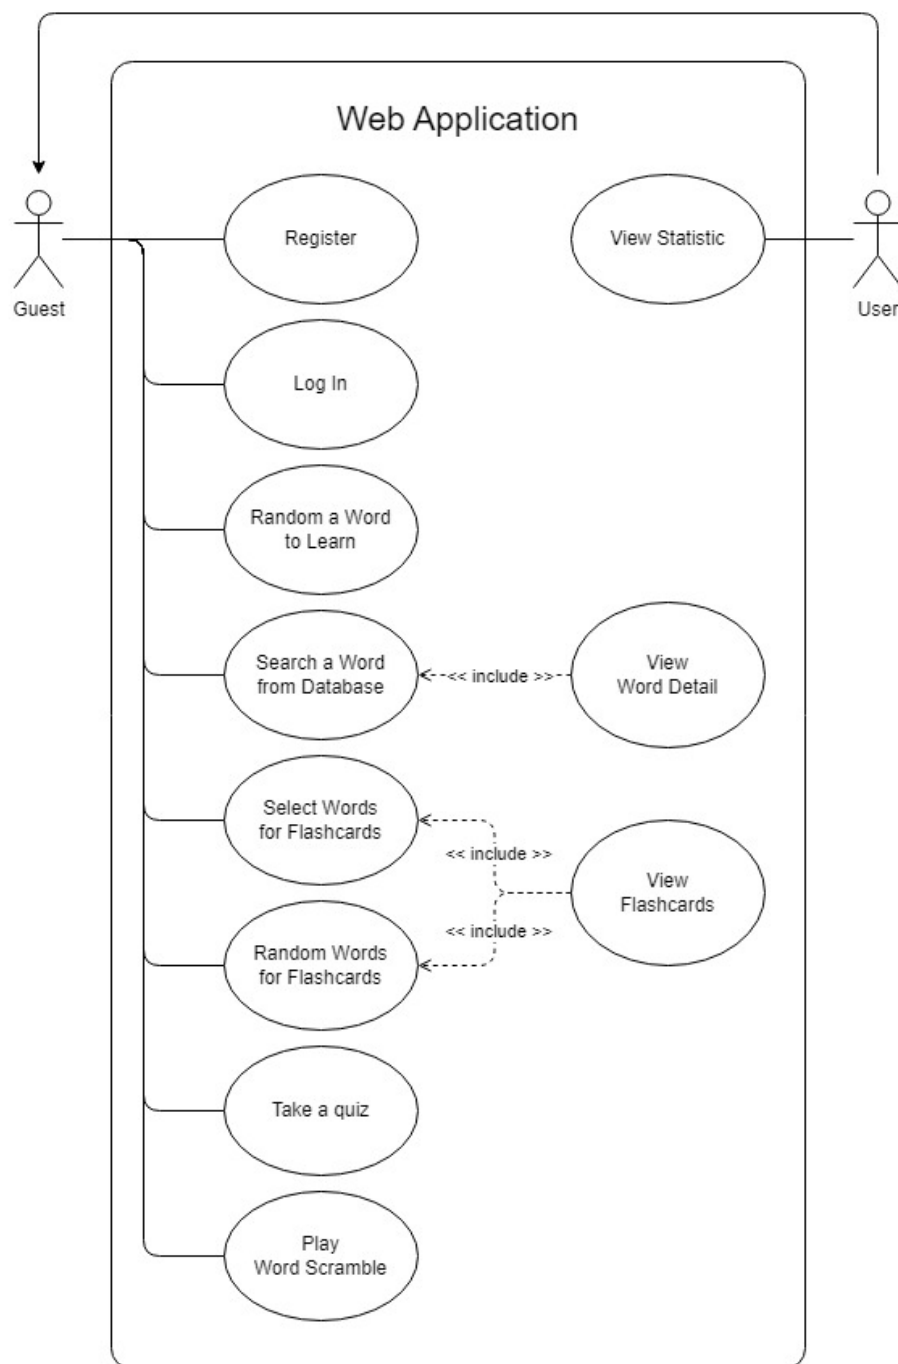 Web Application
Register
View Statistic
Guest
User
Log In
Random a Word
to Learn
Search a Word
from Database
<< include >>
View
Word Detail
Select Words
for Flashcards
<< include >>
View
Flashcards
<< include >>
Random Words
for Flashcards
Take a quiz
Play
Word Scramble